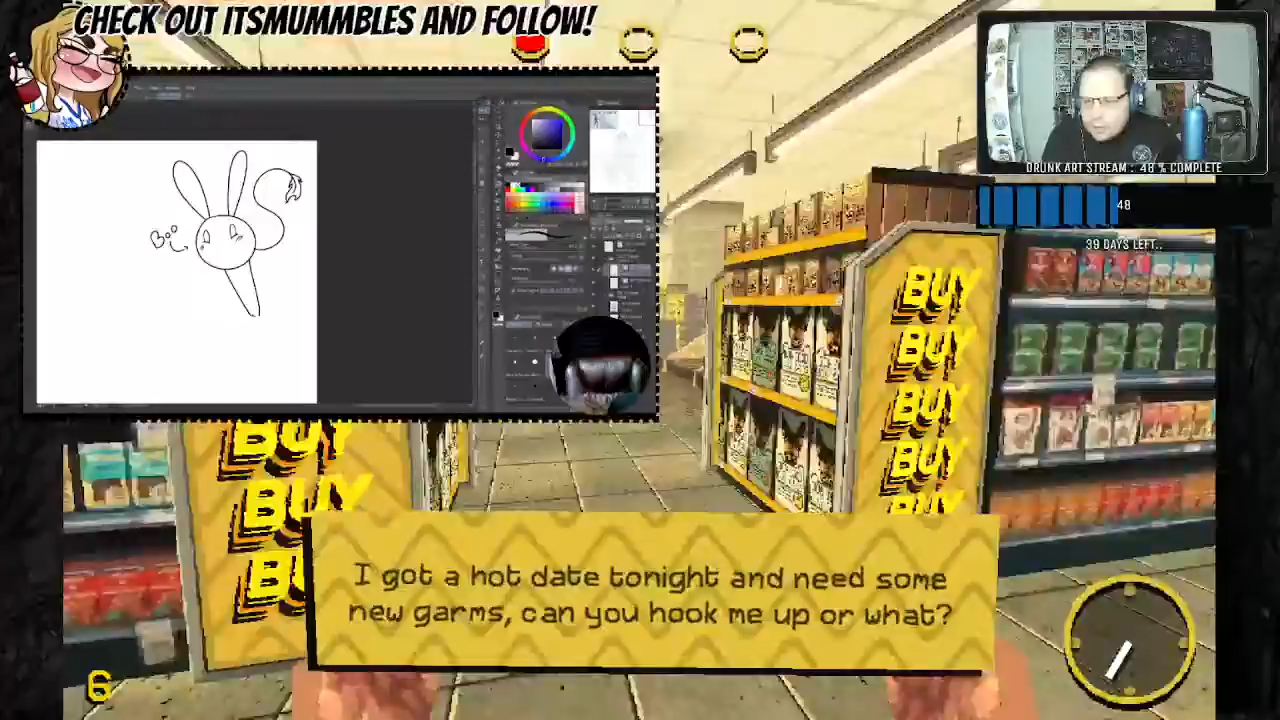 CHECK OUT ITSMUMMBLES AND FOLLOW!
DRUNK ART STREAM : 48 % COMPLETE
48
39 DAYS LEFT..
Boo
BUY
BUY
BUY
BUY
BUY
BUY
BUY
BUY
I got a hot date tonight and need some
new garms, can you hook me up or what?
6